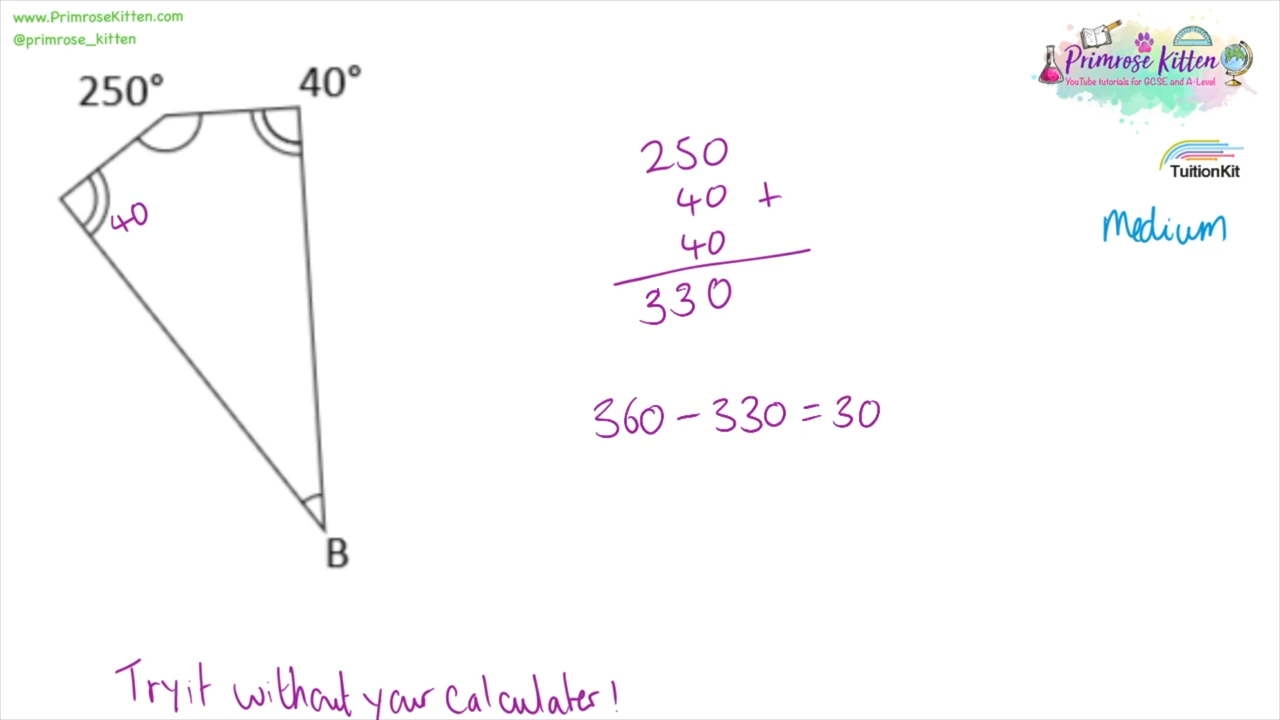 www.PrimroseKitten.com
@primrose_kitten
Primrose Kitten
YouTube tutorials for GCSE and A-Level
TuitionKit
Medium
250°
40°
40
B
250
40 +
40
330
360 - 330 = 30
Try it without your calculater!